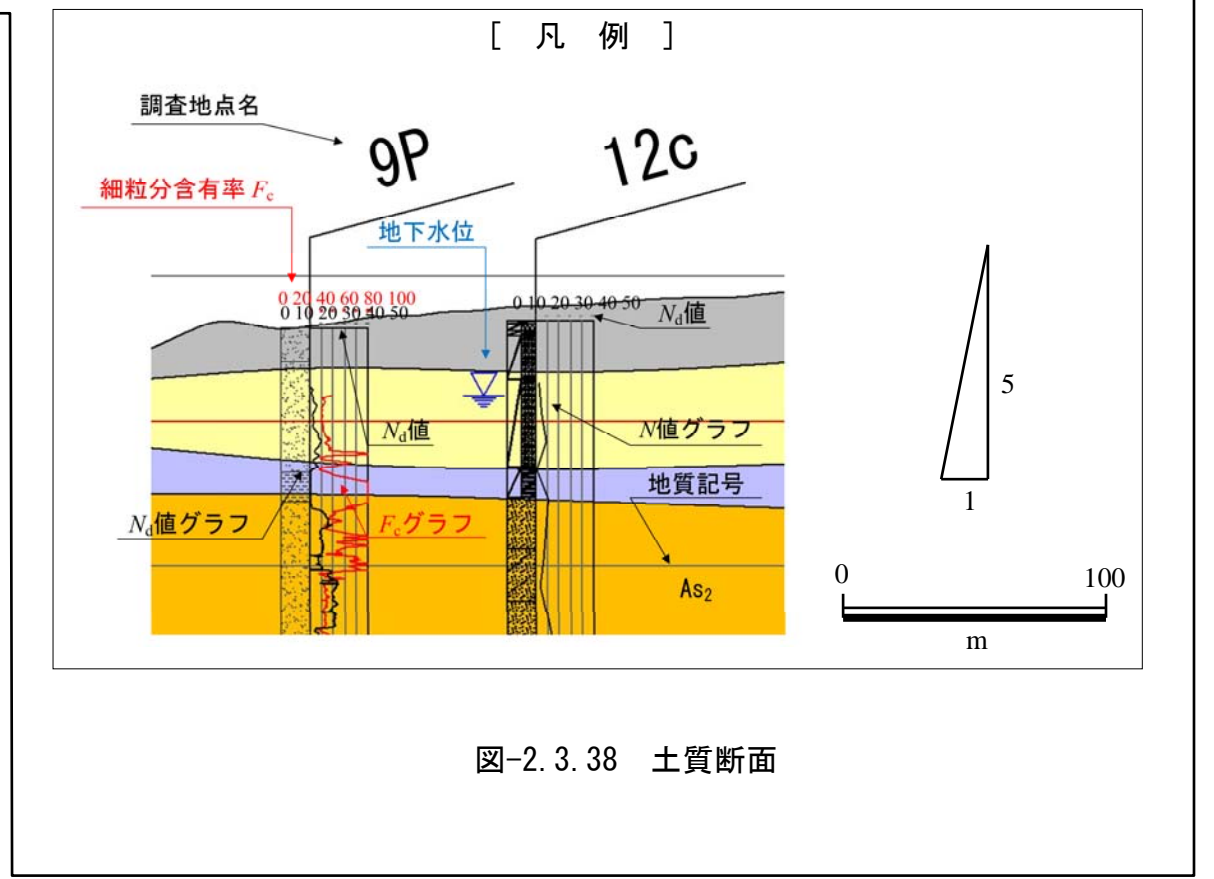 [ 凡 例 ]
調査地点名
9P
12c
細粒分含有率 Fc
地下水位
0 20 40 60 80 100
0 10 20 30 40 50
0 10 20 30 40 50
Nd値
Nd値
N値グラフ
地質記号
Nd値グラフ
Fcグラフ
As2
5
1
0
100
m
図-2.3.38 土質断面